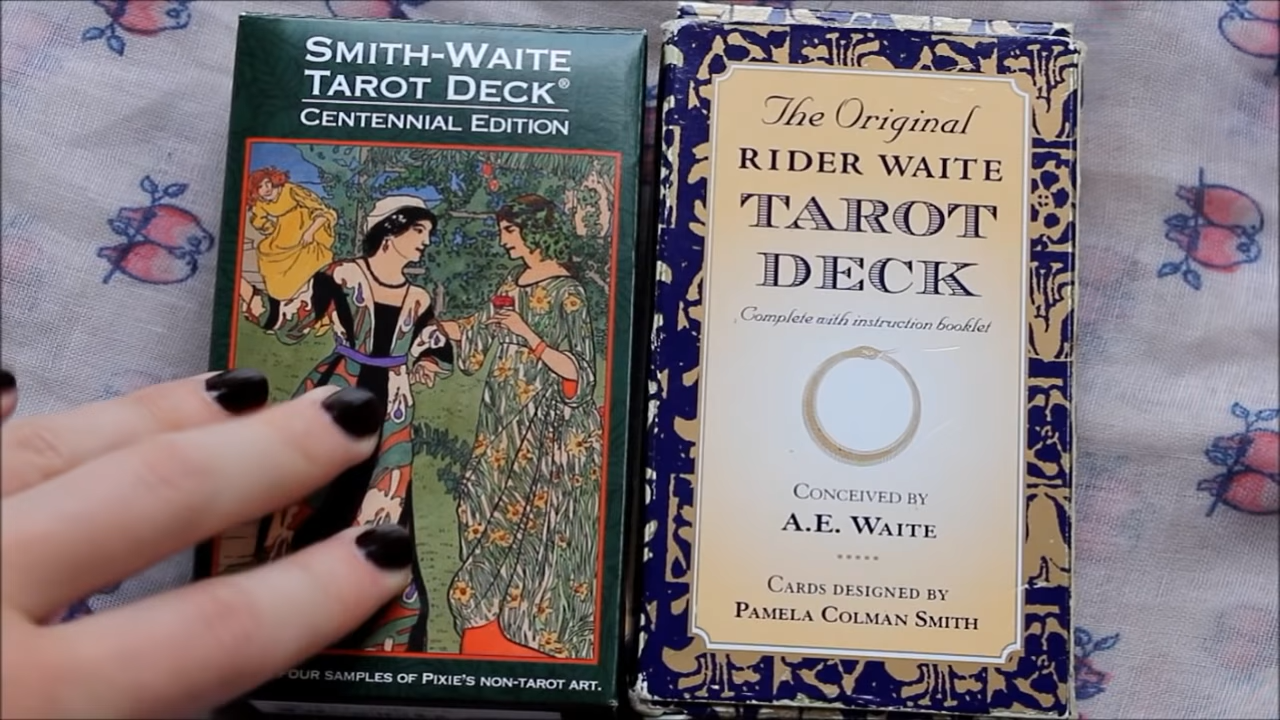 SMITH-WAITE
TAROT DECK®
CENTENNIAL EDITION
FOUR SAMPLES OF PIXIE'S NON-TAROT ART.
The Original
RIDER WAITE
TAROT
DECK
Complete with instruction booklet
CONCEIVED BY
A.E. WAITE
CARDS DESIGNED BY
PAMELA COLMAN SMITH